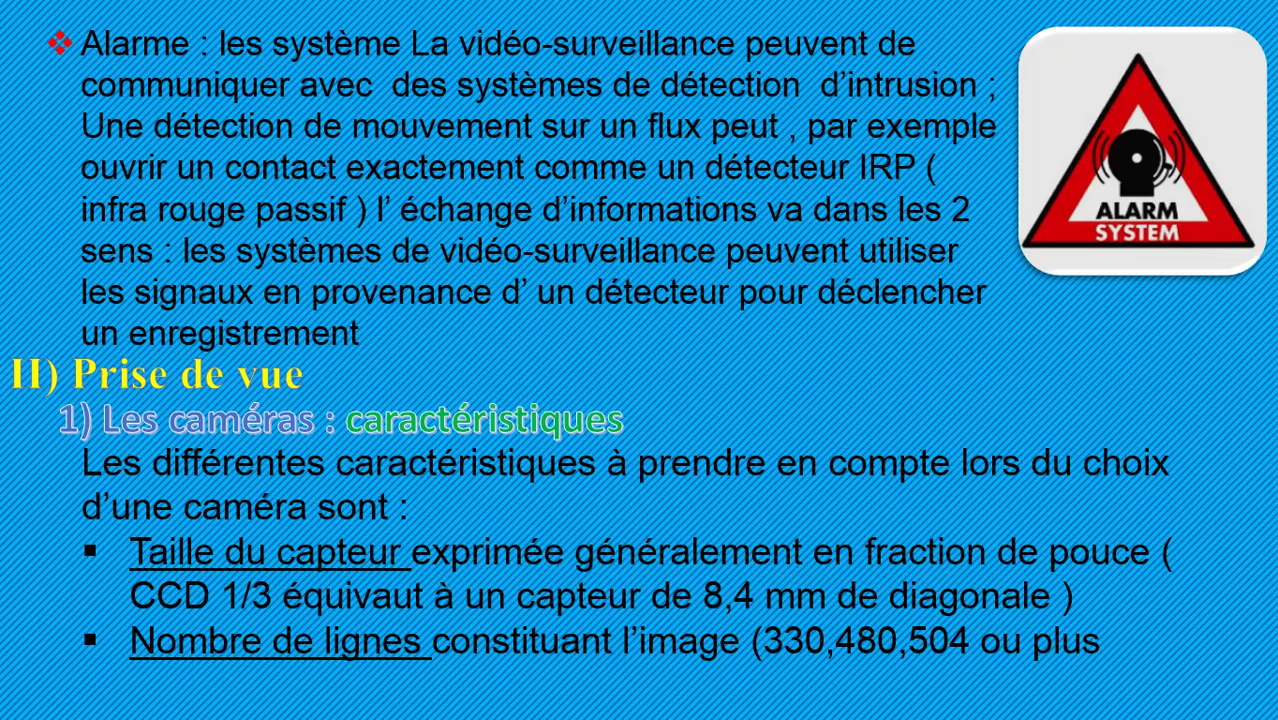 ❖ Alarme : les système La vidéo-surveillance peuvent de
communiquer avec des systèmes de détection d’intrusion ;
Une détection de mouvement sur un flux peut , par exemple
ouvrir un contact exactement comme un détecteur IRP (
infra rouge passif ) l’ échange d’informations va dans les 2
sens : les systèmes de vidéo-surveillance peuvent utiliser
les signaux en provenance d’ un détecteur pour déclencher
un enregistrement
ALARM
SYSTEM
II) Prise de vue
1) Les caméras : caractéristiques
Les différentes caractéristiques à prendre en compte lors du choix
d’une caméra sont :
▪ Taille du capteur exprimée généralement en fraction de pouce (
CCD 1/3 équivaut à un capteur de 8,4 mm de diagonale )
▪ Nombre de lignes constituant l’image (330,480,504 ou plus